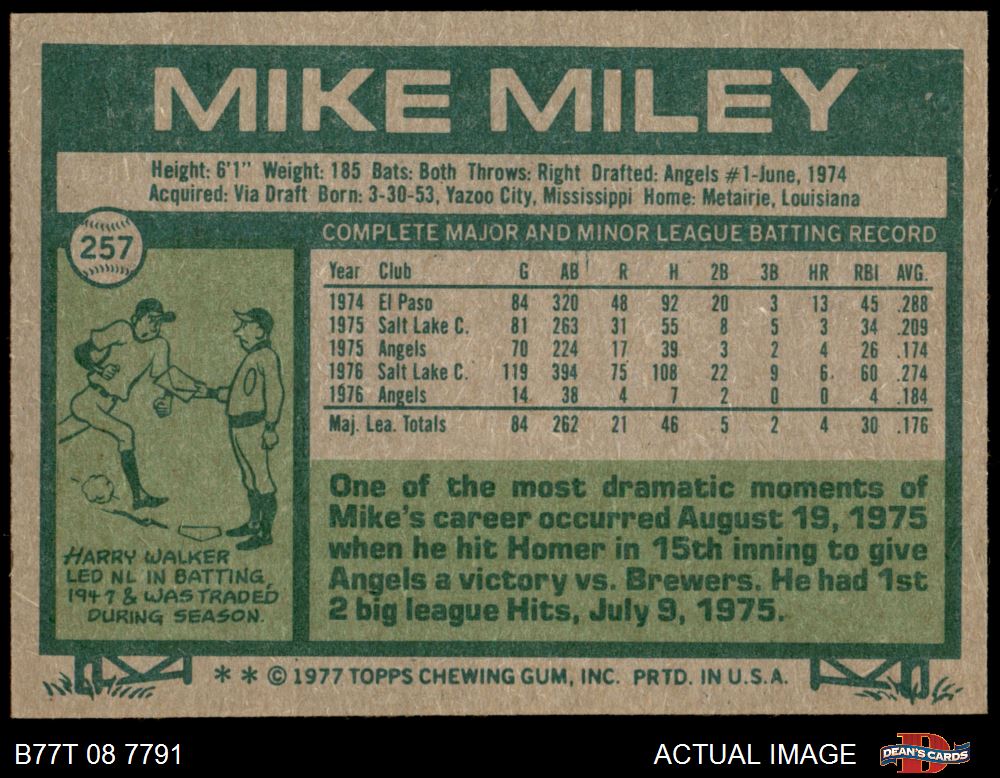 MIKE MILEY
Height: 6'1" Weight: 185 Bats: Both Throws: Right Drafted: Angels #1-June, 1974
Acquired: Via Draft Born: 3-30-53, Yazoo City, Mississippi Home: Metairie, Louisiana
257
COMPLETE MAJOR AND MINOR LEAGUE BATTING RECORD
Year Club G AB R H 2B 3B HR RBI AVG.
1974 El Paso 84 320 48 92 20 3 13 45 .288
1975 Salt Lake C. 81 263 31 55 8 5 3 34 .209
1975 Angels 70 224 17 39 3 2 4 26 .174
1976 Salt Lake C. 119 394 75 108 22 9 6 60 .274
1976 Angels 14 38 4 7 2 0 0 4 .184
Maj. Lea. Totals 84 262 21 46 5 2 4 30 .176
One of the most dramatic moments of
Mike's career occurred August 19, 1975
when he hit Homer in 15th inning to give
Angels a victory vs. Brewers. He had 1st
2 big league Hits, July 9, 1975.
HARRY WALKER
LED NL IN BATTING,
1947 & WAS TRADED
DURING SEASON.
* * © 1977 TOPPS CHEWING GUM, INC. PRTD. IN U.S.A.
B77T 08 7791
ACTUAL IMAGE
DEAN'S CARDS